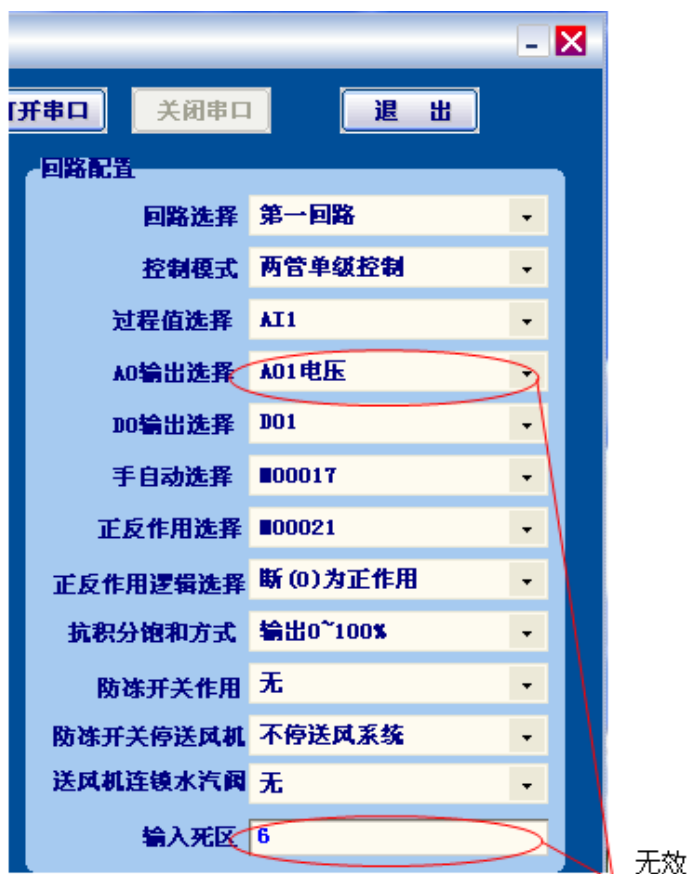 打开串口 关闭串口 退 出
回路配置
回路选择 第一回路
控制模式 两管单级控制
过程值选择 AI1
AO输出选择 AO1电压
DO输出选择 DO1
手自动选择 M00017
正反作用选择 M00021
正反作用逻辑选择 断(0)为正作用
抗积分饱和方式 输出0~100%
防冻开关作用 无
防冻开关停送风机 不停送风系统
送风机连锁水汽阀 无
输入死区 6
无效